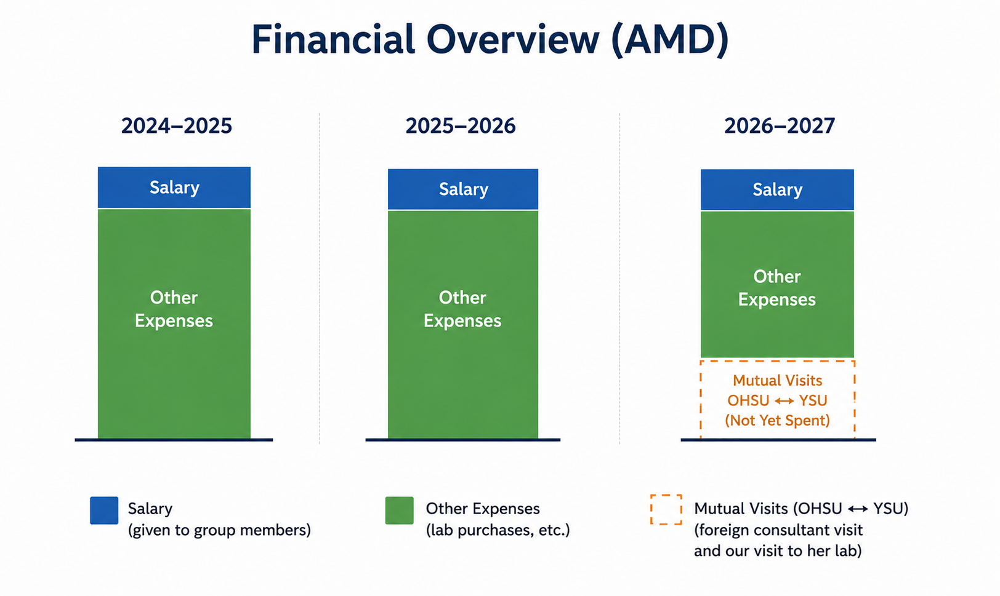 Financial Overview (AMD)
2024–2025
2025–2026
2026–2027
Salary
Other
Expenses
Salary
Other
Expenses
Salary
Other
Expenses
Mutual Visits
OHSU ↔ YSU
(Not Yet Spent)
Salary
(given to group members)
Other Expenses
(lab purchases, etc.)
Mutual Visits (OHSU ↔ YSU)
(foreign consultant visit
and our visit to her lab)